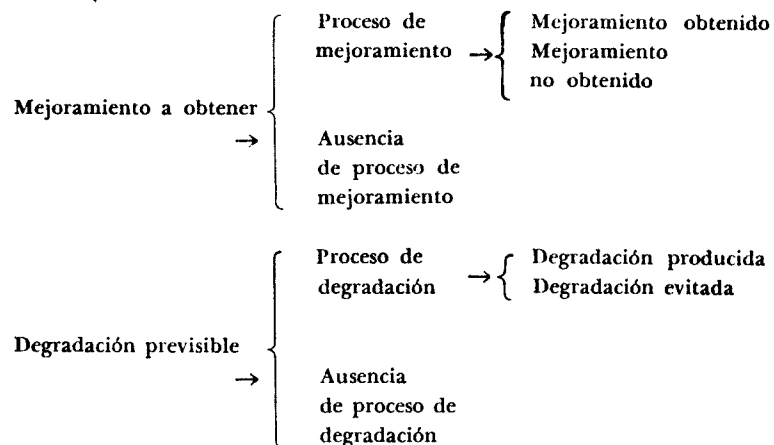 Mejoramiento a obtener
→
Proceso de
mejoramiento →
Mejoramiento obtenido
Mejoramiento
no obtenido
Ausencia
de proceso de
mejoramiento
Degradación previsible
→
Proceso de
degradación →
Degradación producida
Degradación evitada
Ausencia
de proceso de
degradación